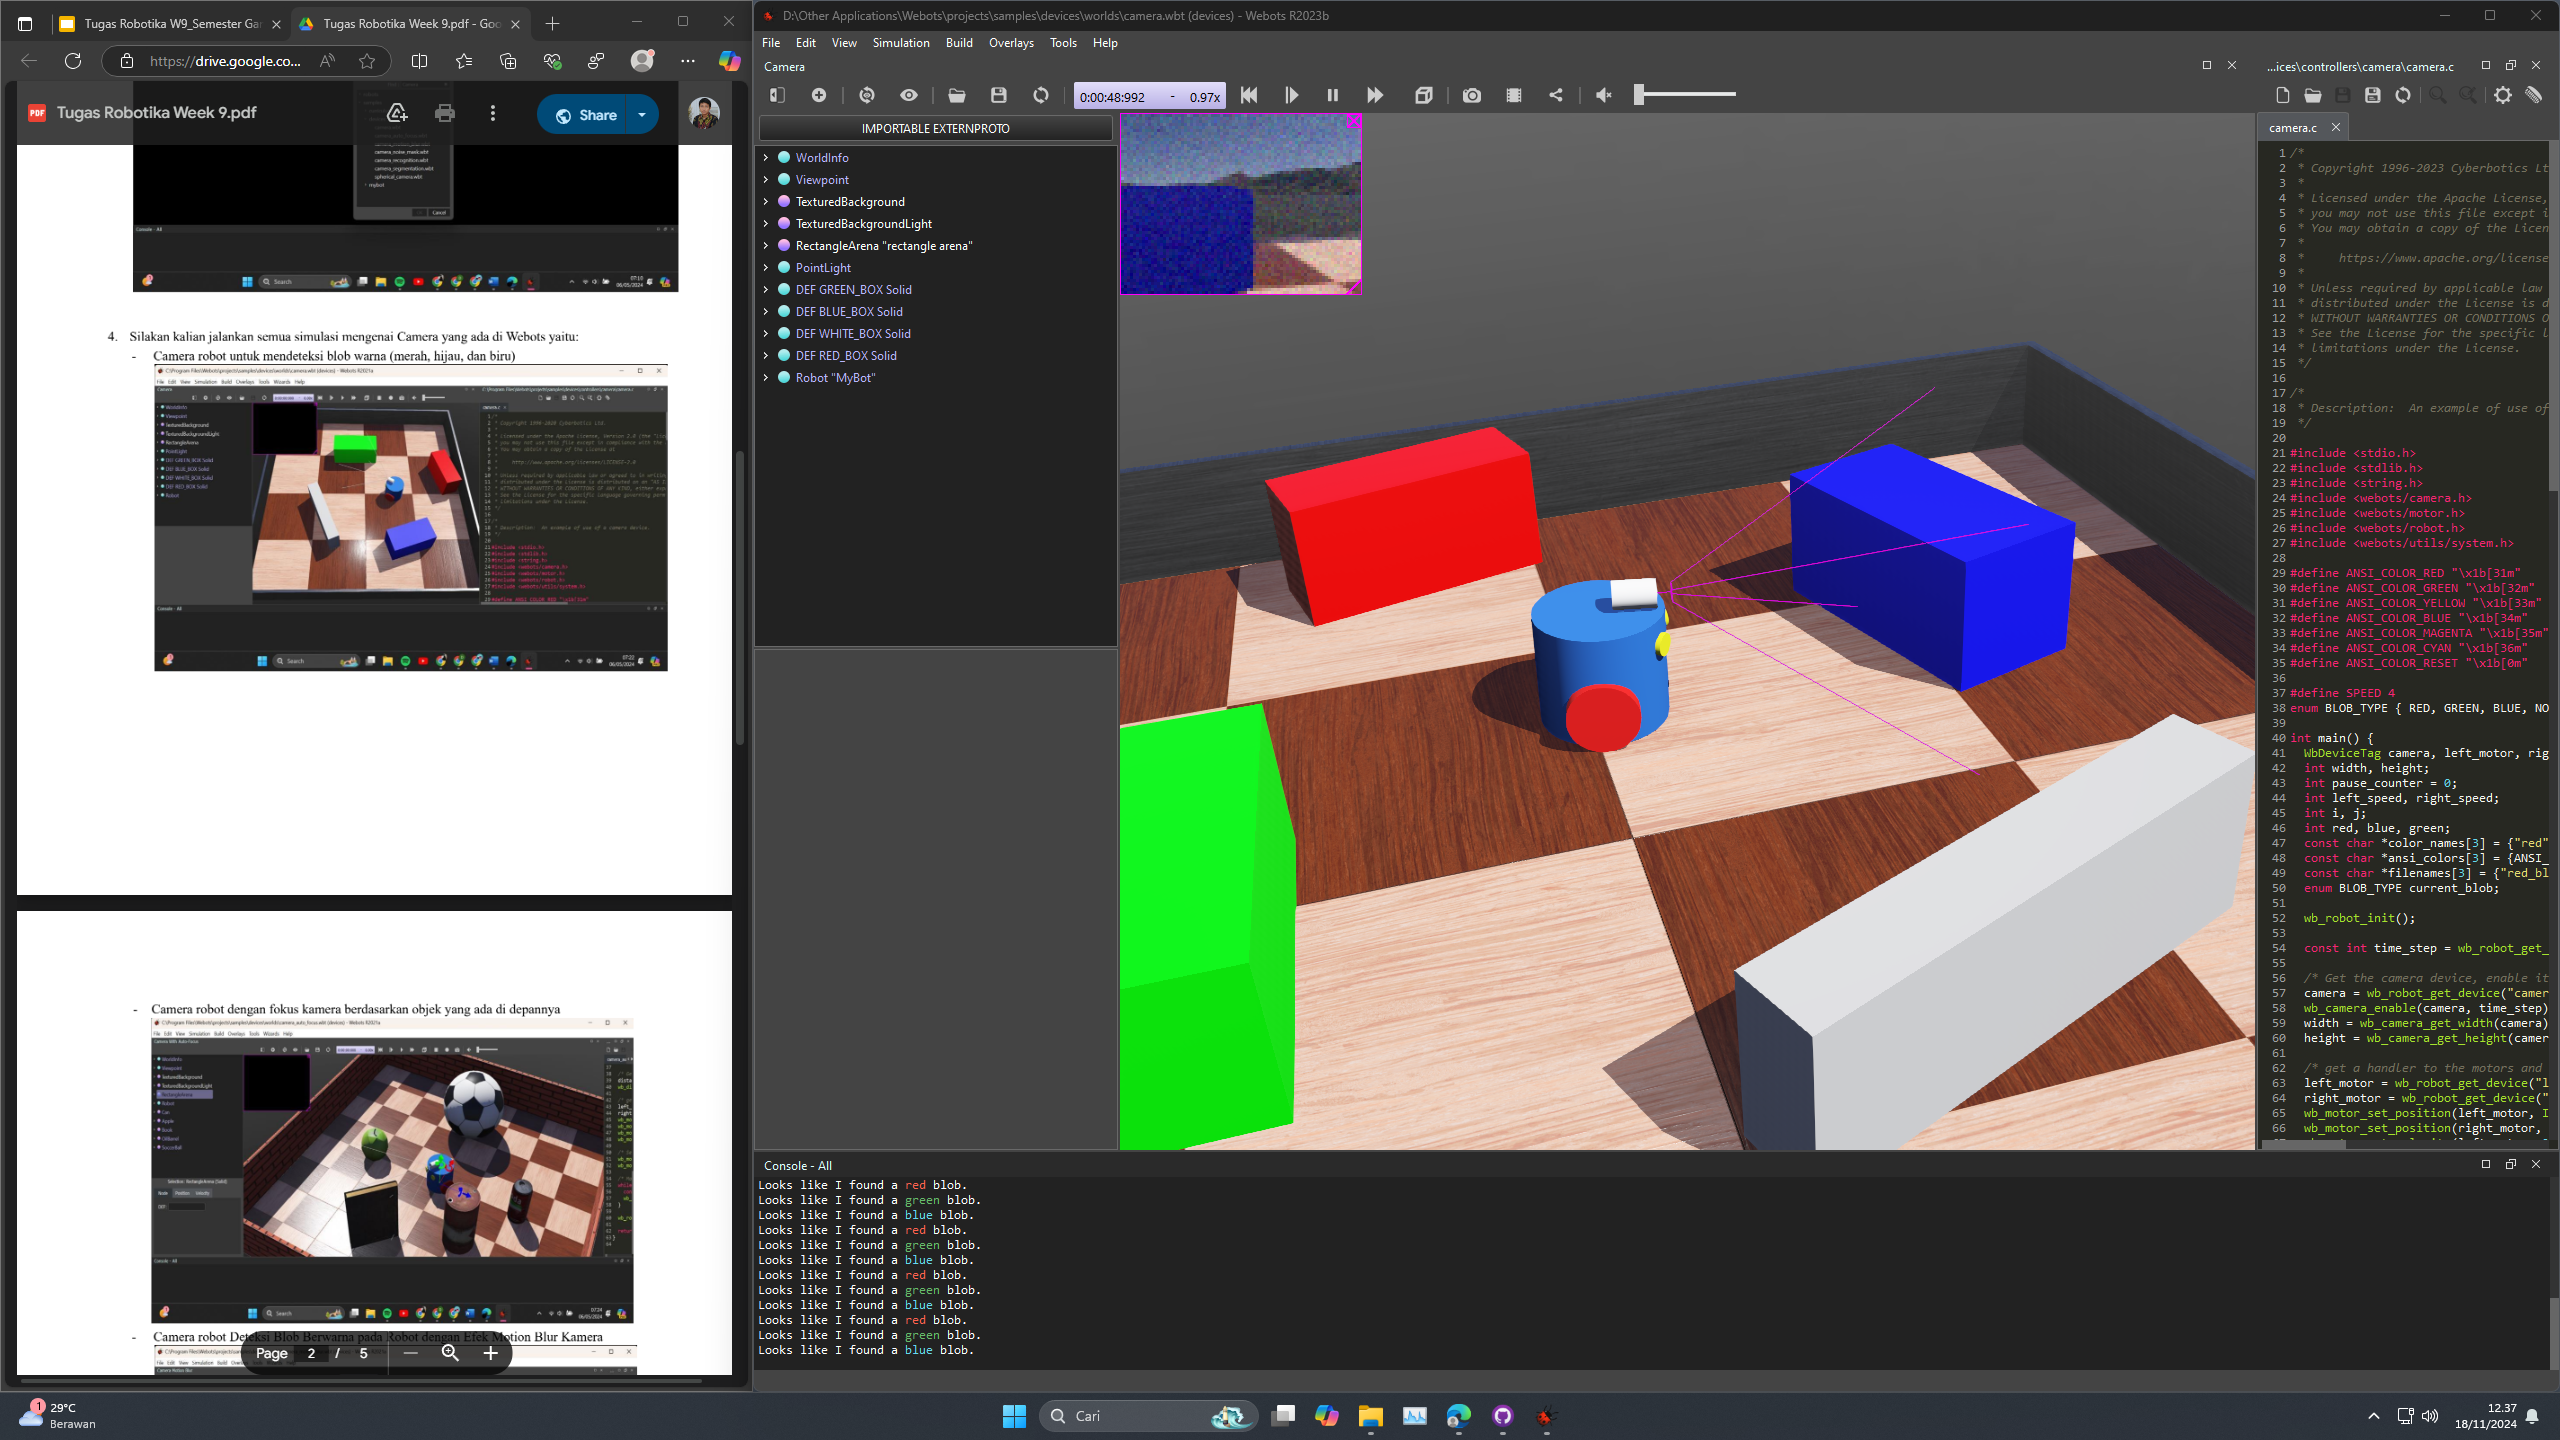 Tugas Robotika W9_Semester Gar
Tugas Robotika Week 9.pdf - Goo
https://drive.google.co...
Tugas Robotika Week 9.pdf
Share
camera_noise_mask.wbt
camera_recognition.wbt
camera_segmentation.wbt
spherical_camera.wbt
mybot
Cancel
Console - All
Search
4. Silakan kalian jalankan semua simulasi mengenai Camera yang ada di Webots yaitu:
- Camera robot untuk mendeteksi blob warna (merah, hijau, dan biru)
- Camera robot dengan fokus kamera berdasarkan objek yang ada di depannya
- Camera robot Deteksi Blob Berwarna pada Robot dengan Efek Motion Blur Kamera
Page 2 / 5
D:\Other Applications\Webots\projects\samples\devices\worlds\camera.wbt (devices) - Webots R2023b
File Edit View Simulation Build Overlays Tools Help
Camera
0:00:48:992 - 0.97x
IMPORTABLE EXTERNPROTO
WorldInfo
Viewpoint
TexturedBackground
TexturedBackgroundLight
RectangleArena "rectangle arena"
PointLight
DEF GREEN_BOX Solid
DEF BLUE_BOX Solid
DEF WHITE_BOX Solid
DEF RED_BOX Solid
Robot "MyBot"
...ices\controllers\camera\camera.c
camera.c
1 /*
2 * Copyright 1996-2023 Cyberbotics Lt
3 *
4 * Licensed under the Apache License,
5 * you may not use this file except i
6 * You may obtain a copy of the Licen
7 *
8 * https://www.apache.org/license
9 *
10 * Unless required by applicable law
11 * distributed under the License is d
12 * WITHOUT WARRANTIES OR CONDITIONS O
13 * See the License for the specific l
14 * limitations under the License.
15 */
16
17 /*
18 * Description: An example of use of
19 */
20
21 #include <stdio.h>
22 #include <stdlib.h>
23 #include <string.h>
24 #include <webots/camera.h>
25 #include <webots/motor.h>
26 #include <webots/robot.h>
27 #include <webots/utils/system.h>
28
29 #define ANSI_COLOR_RED "\x1b[31m"
30 #define ANSI_COLOR_GREEN "\x1b[32m"
31 #define ANSI_COLOR_YELLOW "\x1b[33m"
32 #define ANSI_COLOR_BLUE "\x1b[34m"
33 #define ANSI_COLOR_MAGENTA "\x1b[35m"
34 #define ANSI_COLOR_CYAN "\x1b[36m"
35 #define ANSI_COLOR_RESET "\x1b[0m"
36
37 #define SPEED 4
38 enum BLOB_TYPE { RED, GREEN, BLUE, NO
39
40 int main() {
41 WbDeviceTag camera, left_motor, rig
42 int width, height;
43 int pause_counter = 0;
44 int left_speed, right_speed;
45 int i, j;
46 int red, blue, green;
47 const char *color_names[3] = {"red"
48 const char *ansi_colors[3] = {ANSI_
49 const char *filenames[3] = {"red_bl
50 enum BLOB_TYPE current_blob;
51
52 wb_robot_init();
53
54 const int time_step = wb_robot_get_
55
56 /* Get the camera device, enable it
57 camera = wb_robot_get_device("camer
58 wb_camera_enable(camera, time_step)
59 width = wb_camera_get_width(camera)
60 height = wb_camera_get_height(camer
61
62 /* get a handler to the motors and
63 left_motor = wb_robot_get_device("l
64 right_motor = wb_robot_get_device("
65 wb_motor_set_position(left_motor, I
66 wb_motor_set_position(right_motor,
Console - All
Looks like I found a red blob.
Looks like I found a green blob.
Looks like I found a blue blob.
Looks like I found a red blob.
Looks like I found a green blob.
Looks like I found a blue blob.
Looks like I found a red blob.
Looks like I found a green blob.
Looks like I found a blue blob.
Looks like I found a red blob.
Looks like I found a green blob.
Looks like I found a blue blob.
1
29°C
Berawan
Cari
12.37
18/11/2024